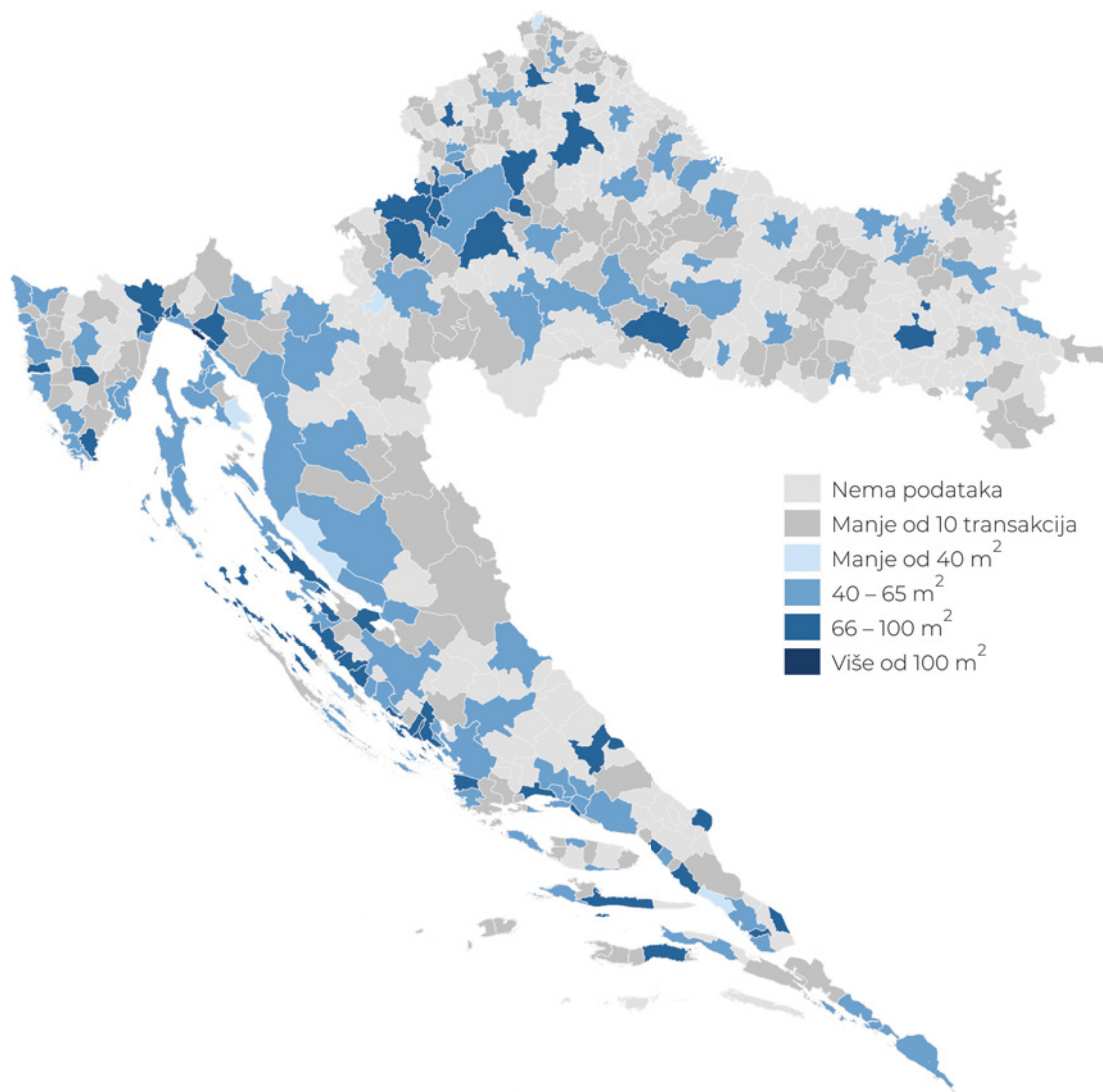 Nema podataka
Manje od 10 transakcija
Manje od 40 m²
40 – 65 m²
66 – 100 m²
Više od 100 m²